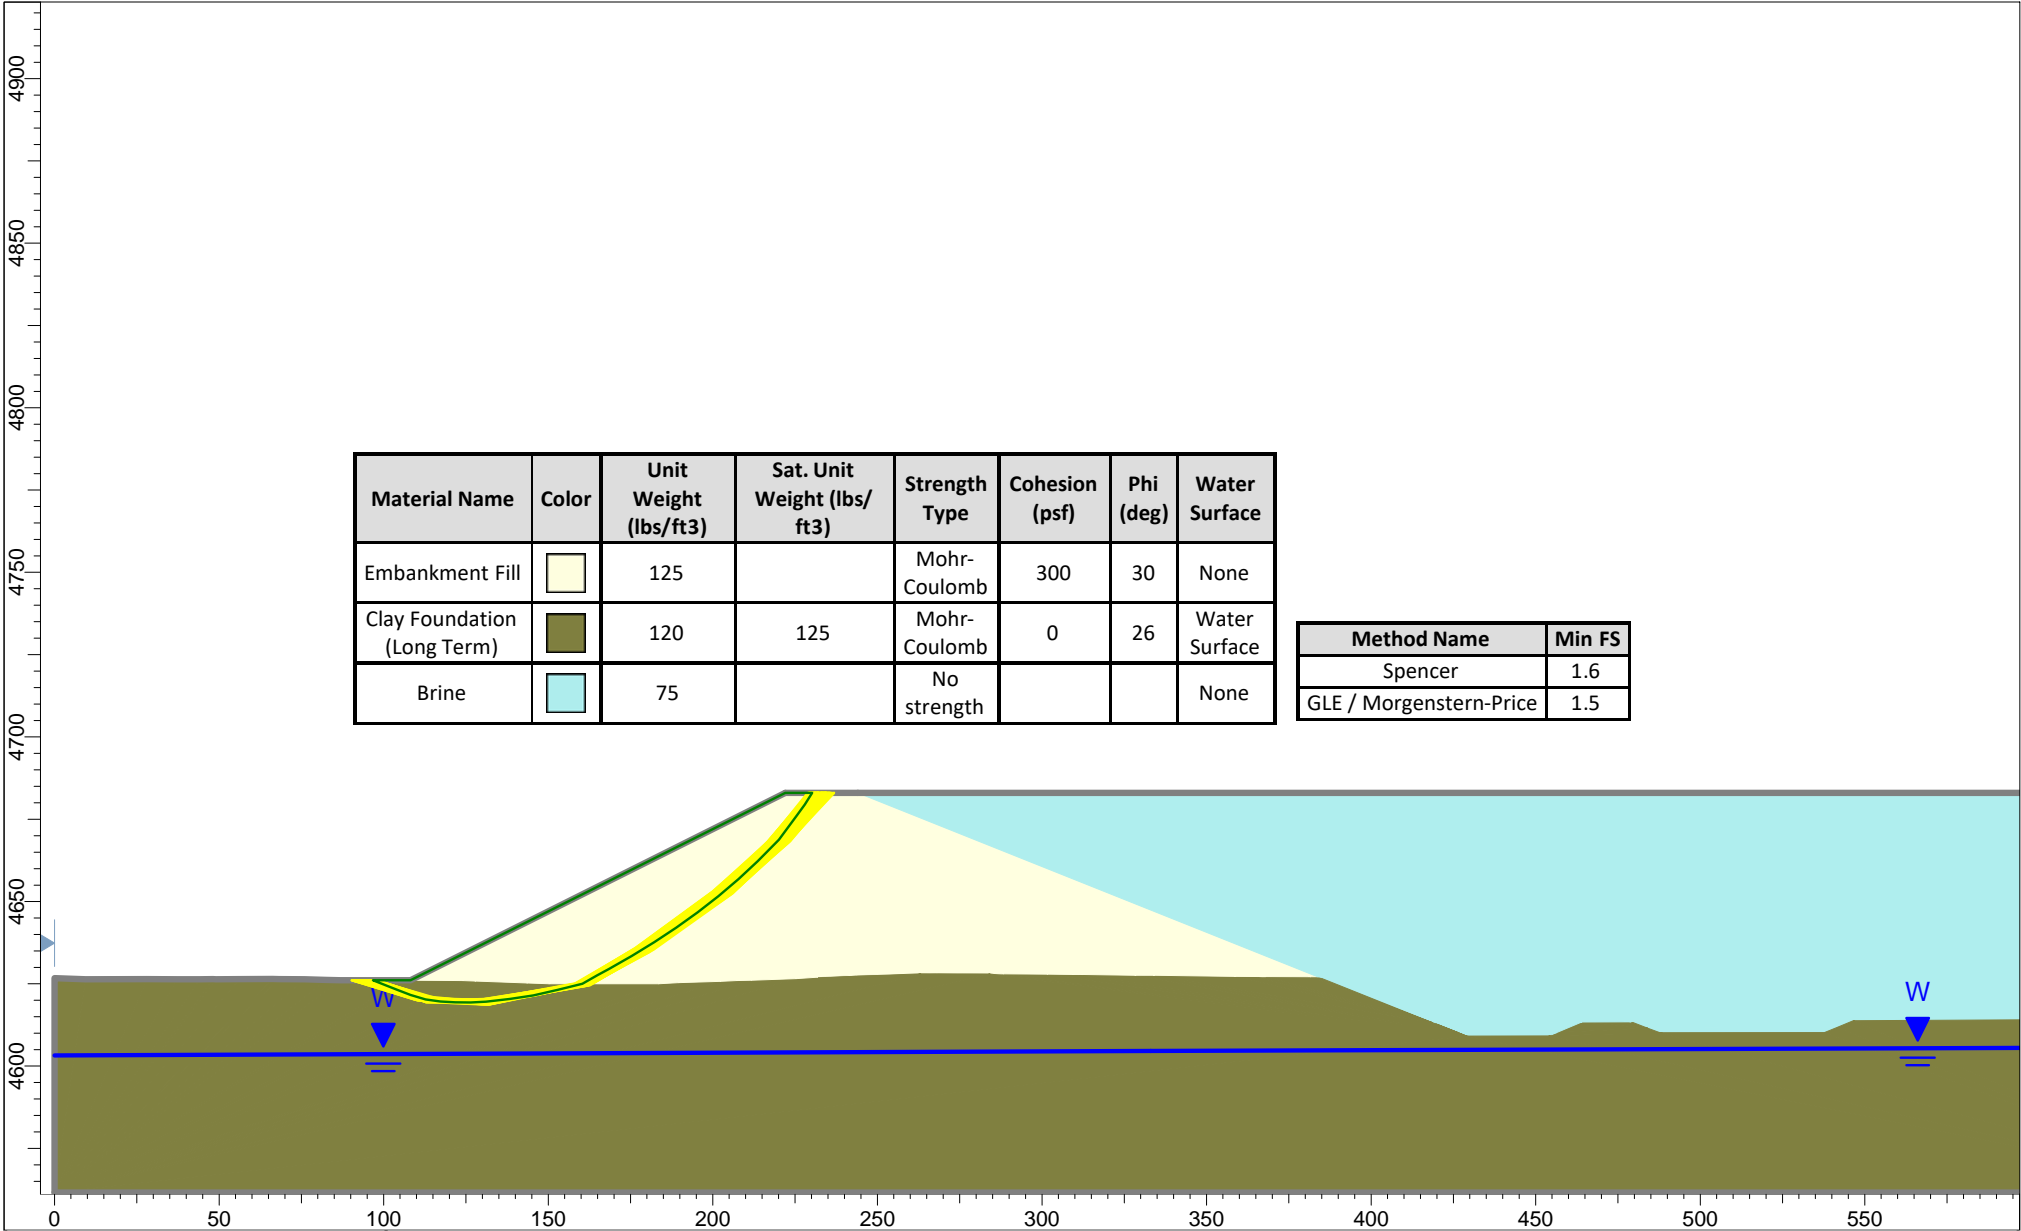 4900
4850
4800
4750
4700
4650
4600
Material Name
Color
Unit
Weight
(lbs/ft3)
Sat. Unit
Weight (lbs/
ft3)
Strength
Type
Cohesion
(psf)
Phi
(deg)
Water
Surface
Embankment Fill
125
Mohr-
Coulomb
300
30
None
Clay Foundation
(Long Term)
120
125
Mohr-
Coulomb
0
26
Water
Surface
Brine
75
No
strength
None
Method Name
Min FS
Spencer
1.6
GLE / Morgenstern-Price
1.5
W
W
0
50
100
150
200
250
300
350
400
450
500
550